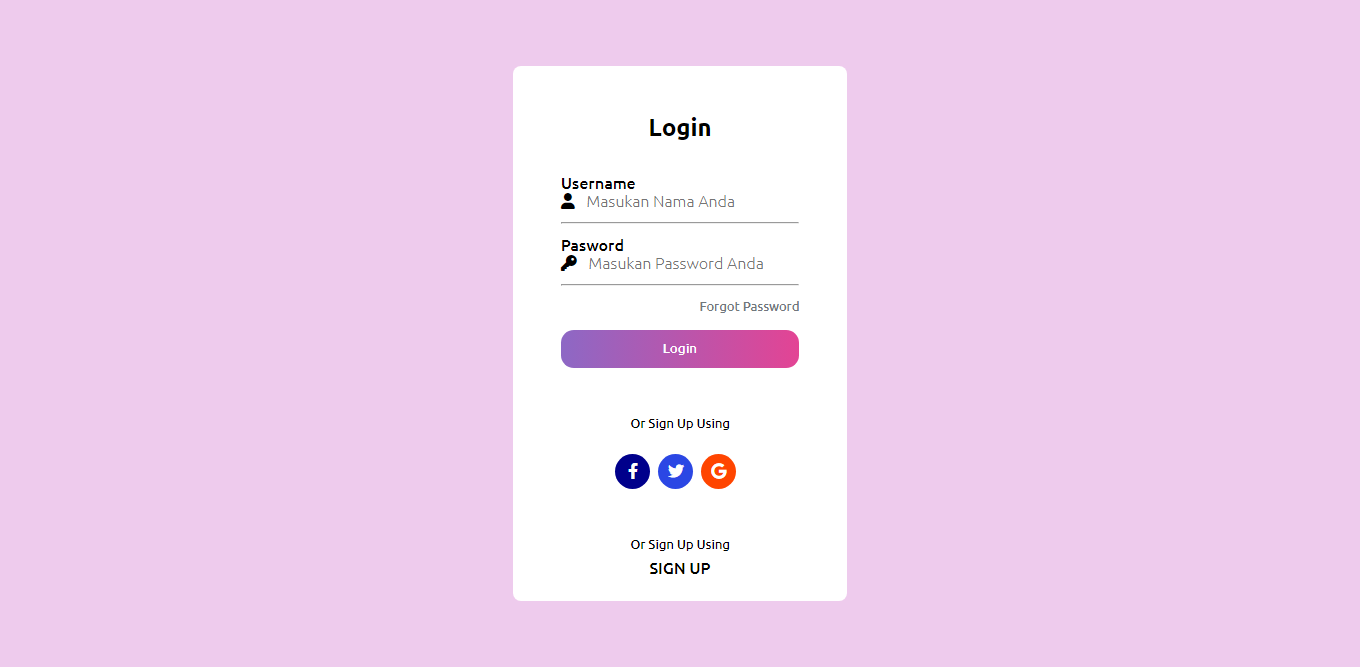 Login
Username
Masukan Nama Anda
Pasword
Masukan Password Anda
Forgot Password
Login
Or Sign Up Using
Or Sign Up Using
SIGN UP